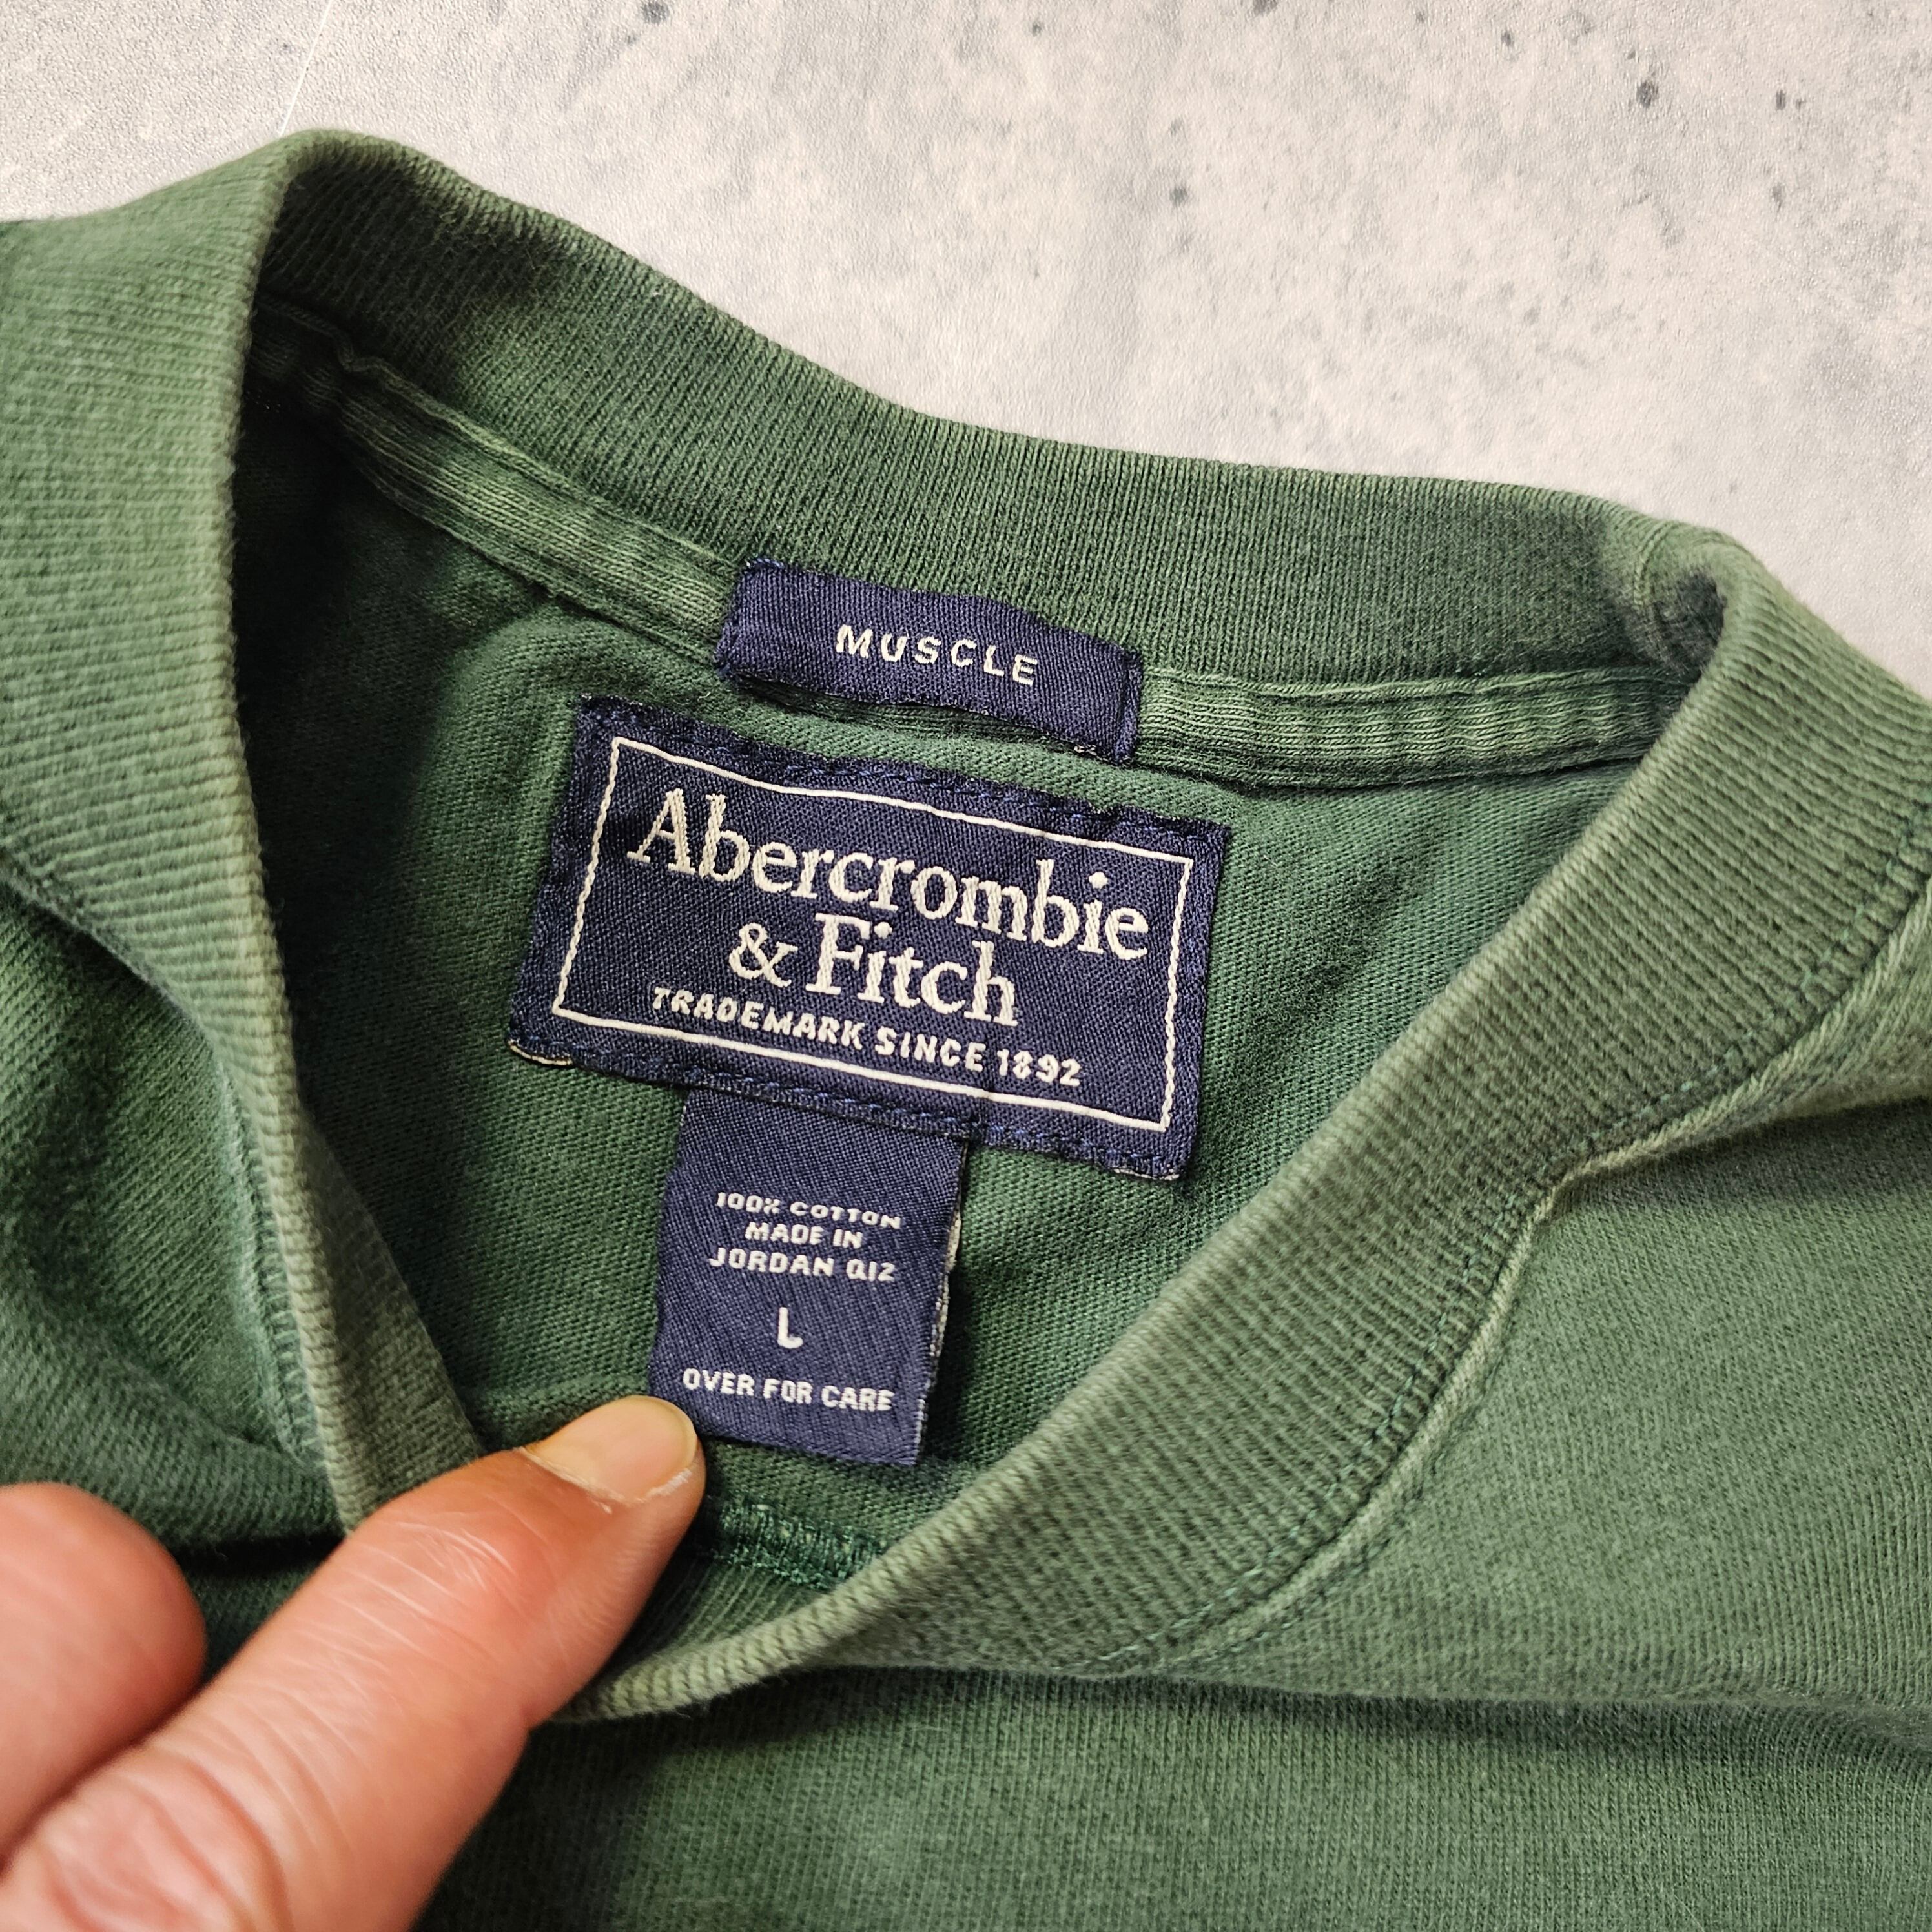 MUSCLE
Abercrombie
& Fitch
TRADEMARK SINCE 1892
100% COTTON
MADE IN
JORDAN QIZ
L
OVER FOR CARE